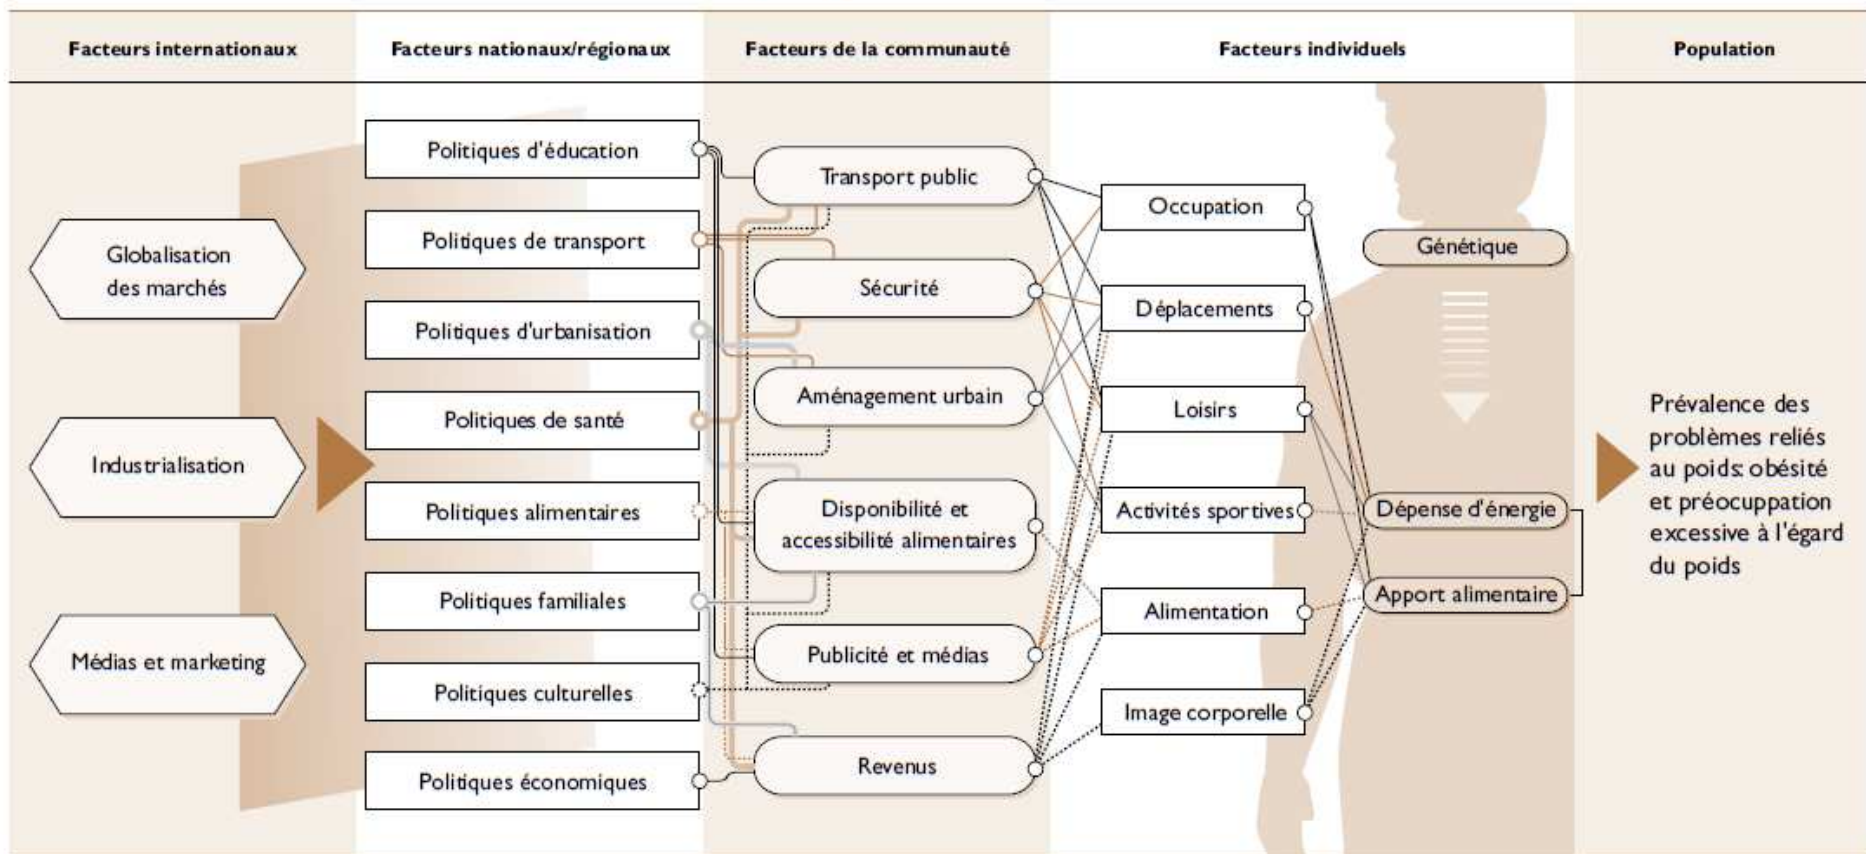 Facteurs internationaux
Facteurs nationaux/régionaux
Facteurs de la communauté
Facteurs individuels
Population
Globalisation
des marchés
Industrialisation
Médias et marketing
Politiques d'éducation
Politiques de transport
Politiques d'urbanisation
Politiques de santé
Politiques alimentaires
Politiques familiales
Politiques culturelles
Politiques économiques
Transport public
Sécurité
Aménagement urbain
Disponibilité et
accessibilité alimentaires
Publicité et médias
Revenus
Occupation
Déplacements
Loisirs
Activités sportives
Alimentation
Image corporelle
Génétique
Dépense d'énergie
Apport alimentaire
Prévalence des
problèmes reliés
au poids: obésité
et préocuppation
excessive à l'égard
du poids